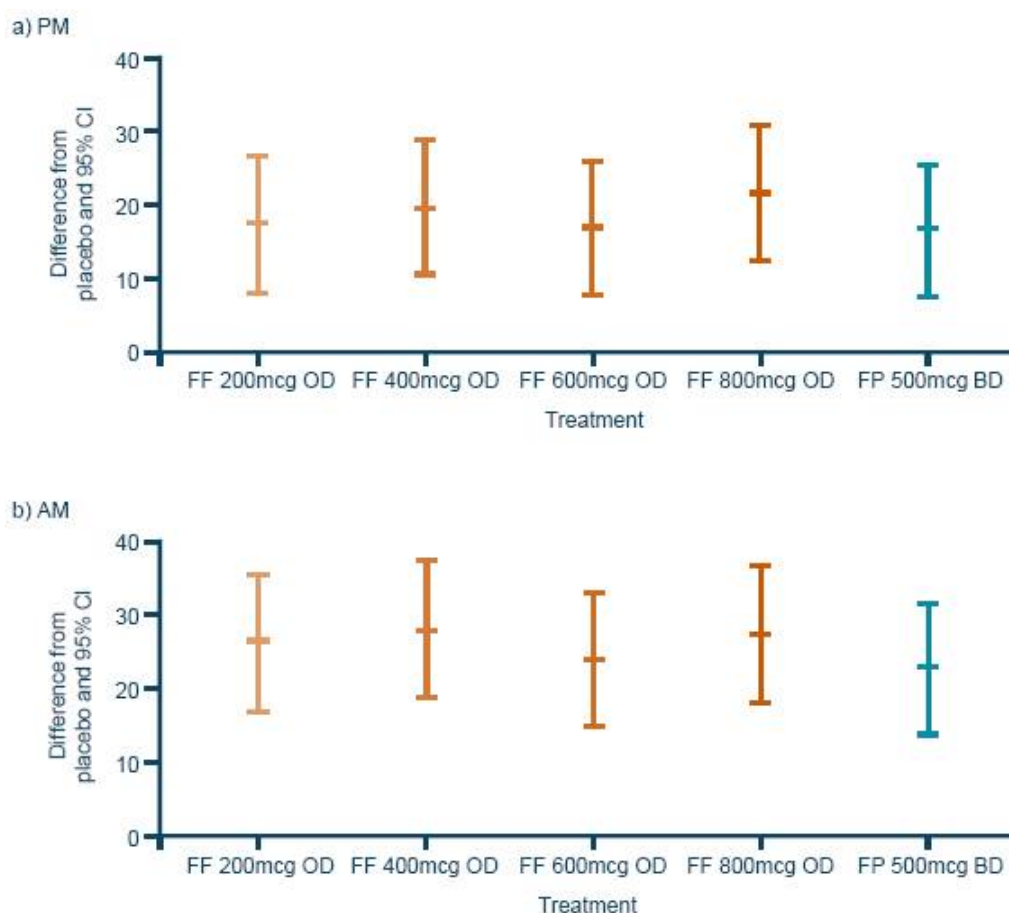 a) PM
40
30
20
10
0
Difference from
placebo and 95% CI
FF 200mcg OD FF 400mcg OD FF 600mcg OD FF 800mcg OD FP 500mcg BD
Treatment
b) AM
40
30
20
10
0
Difference from
placebo and 95% CI
FF 200mcg OD FF 400mcg OD FF 600mcg OD FF 800mcg OD FP 500mcg BD
Treatment